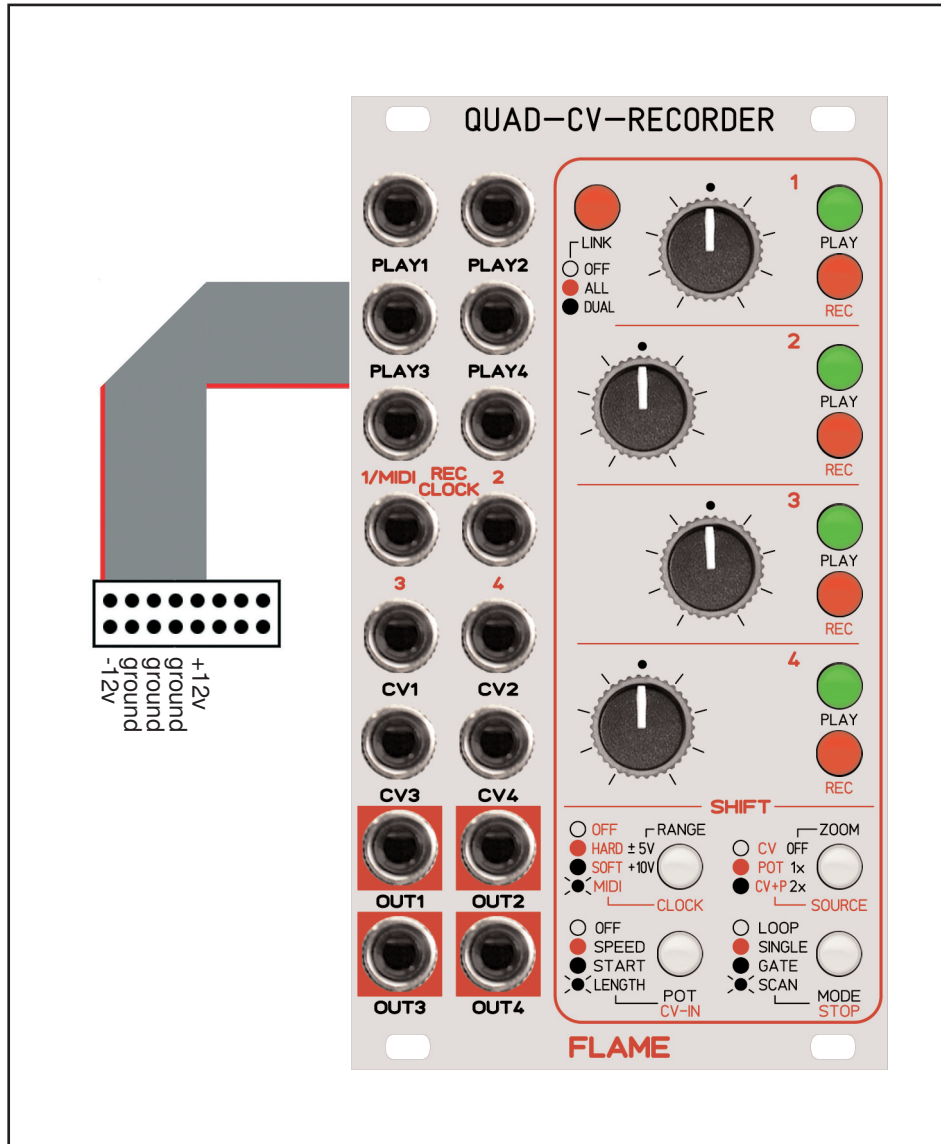 QUAD-CV-RECORDER
PLAY1 PLAY2
PLAY3 PLAY4
1/MIDI REC CLOCK 2
3 4
CV1 CV2
CV3 CV4
OUT1 OUT2
OUT3 OUT4
LINK
OFF
ALL
DUAL
1
PLAY
REC
2
PLAY
REC
3
PLAY
REC
4
PLAY
REC
SHIFT
OFF RANGE
HARD ± 5V
SOFT +10V
MIDI
CLOCK
ZOOM
CV OFF
POT 1x
CV+P 2x
SOURCE
OFF
SPEED
START
LENGTH
POT
CV-IN
LOOP
SINGLE
GATE
SCAN
MODE
STOP
FLAME
-12v
ground
ground
ground
+12v